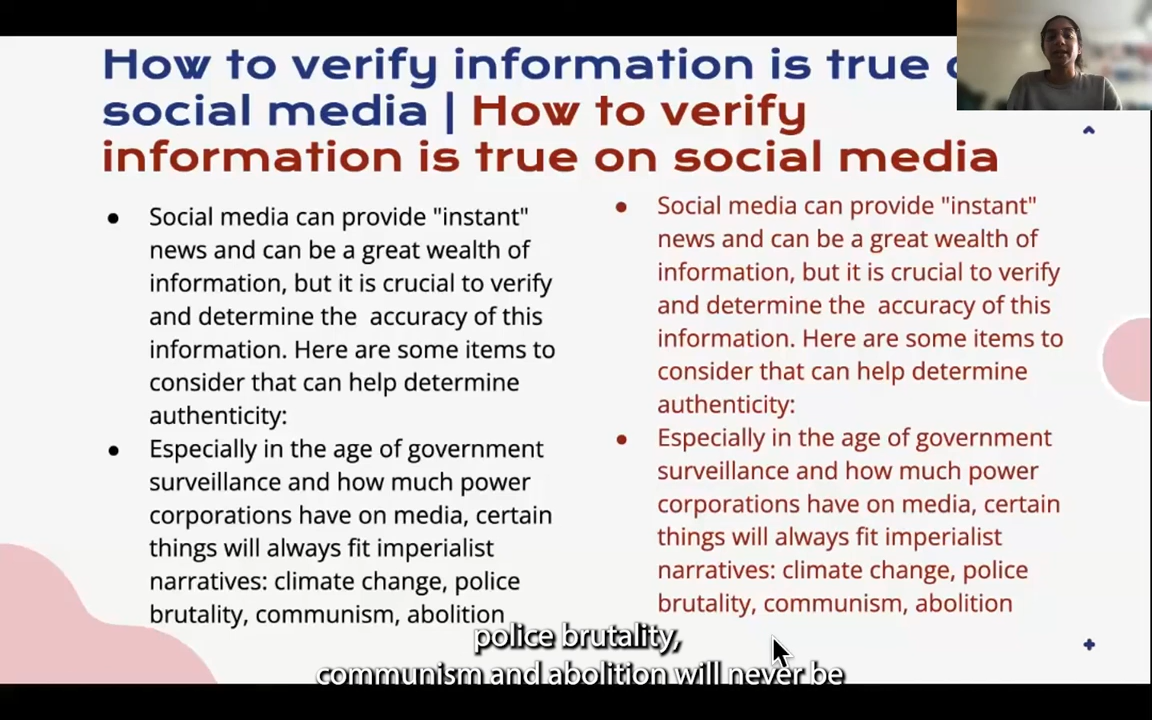 How to verify information is true
social media | How to verify
information is true on social media
● Social media can provide "instant"
news and can be a great wealth of
information, but it is crucial to verify
and determine the accuracy of this
information. Here are some items to
consider that can help determine
authenticity:
● Especially in the age of government
surveillance and how much power
corporations have on media, certain
things will always fit imperialist
narratives: climate change, police
brutality, communism, abolition
● Social media can provide "instant"
news and can be a great wealth of
information, but it is crucial to verify
and determine the accuracy of this
information. Here are some items to
consider that can help determine
authenticity:
● Especially in the age of government
surveillance and how much power
corporations have on media, certain
things will always fit imperialist
narratives: climate change, police
brutality, communism, abolition
police brutality,
communism and abolition will never be